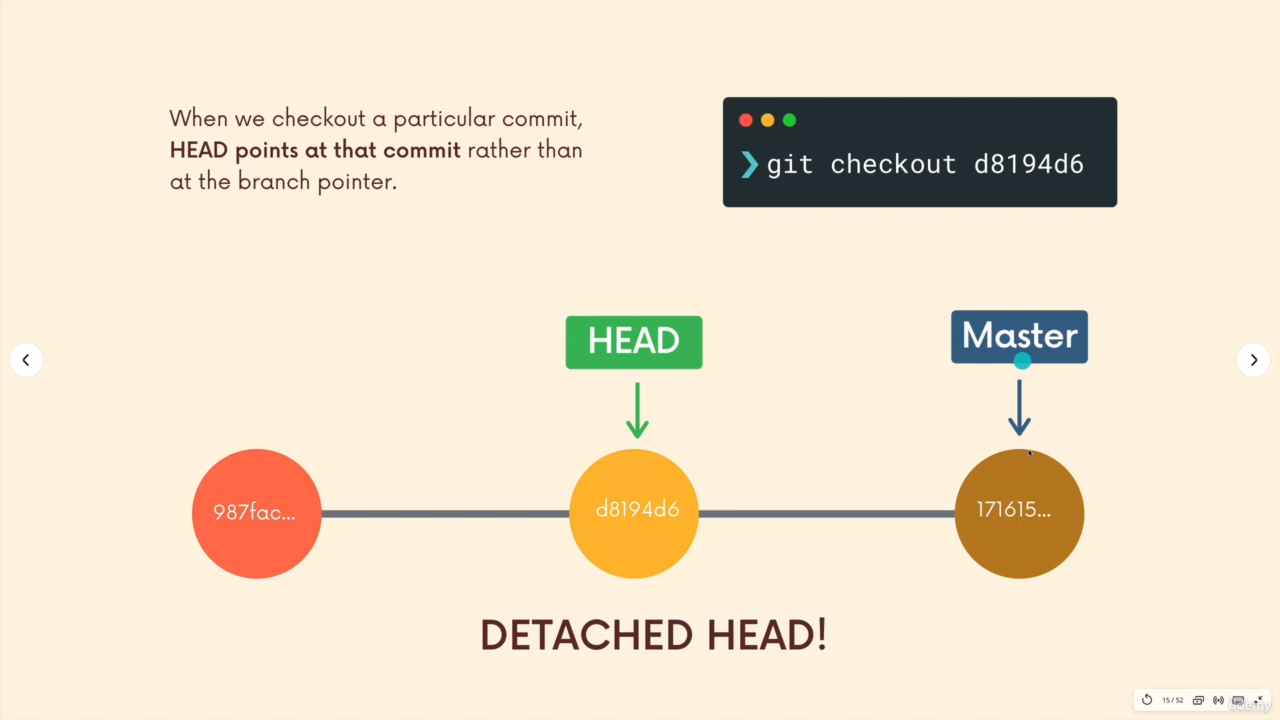 When we checkout a particular commit,
HEAD points at that commit rather than
at the branch pointer.
❯ git checkout d8194d6
HEAD
Master
987fac...
d8194d6
171615...
DETACHED HEAD!
15 / 52
Udemy